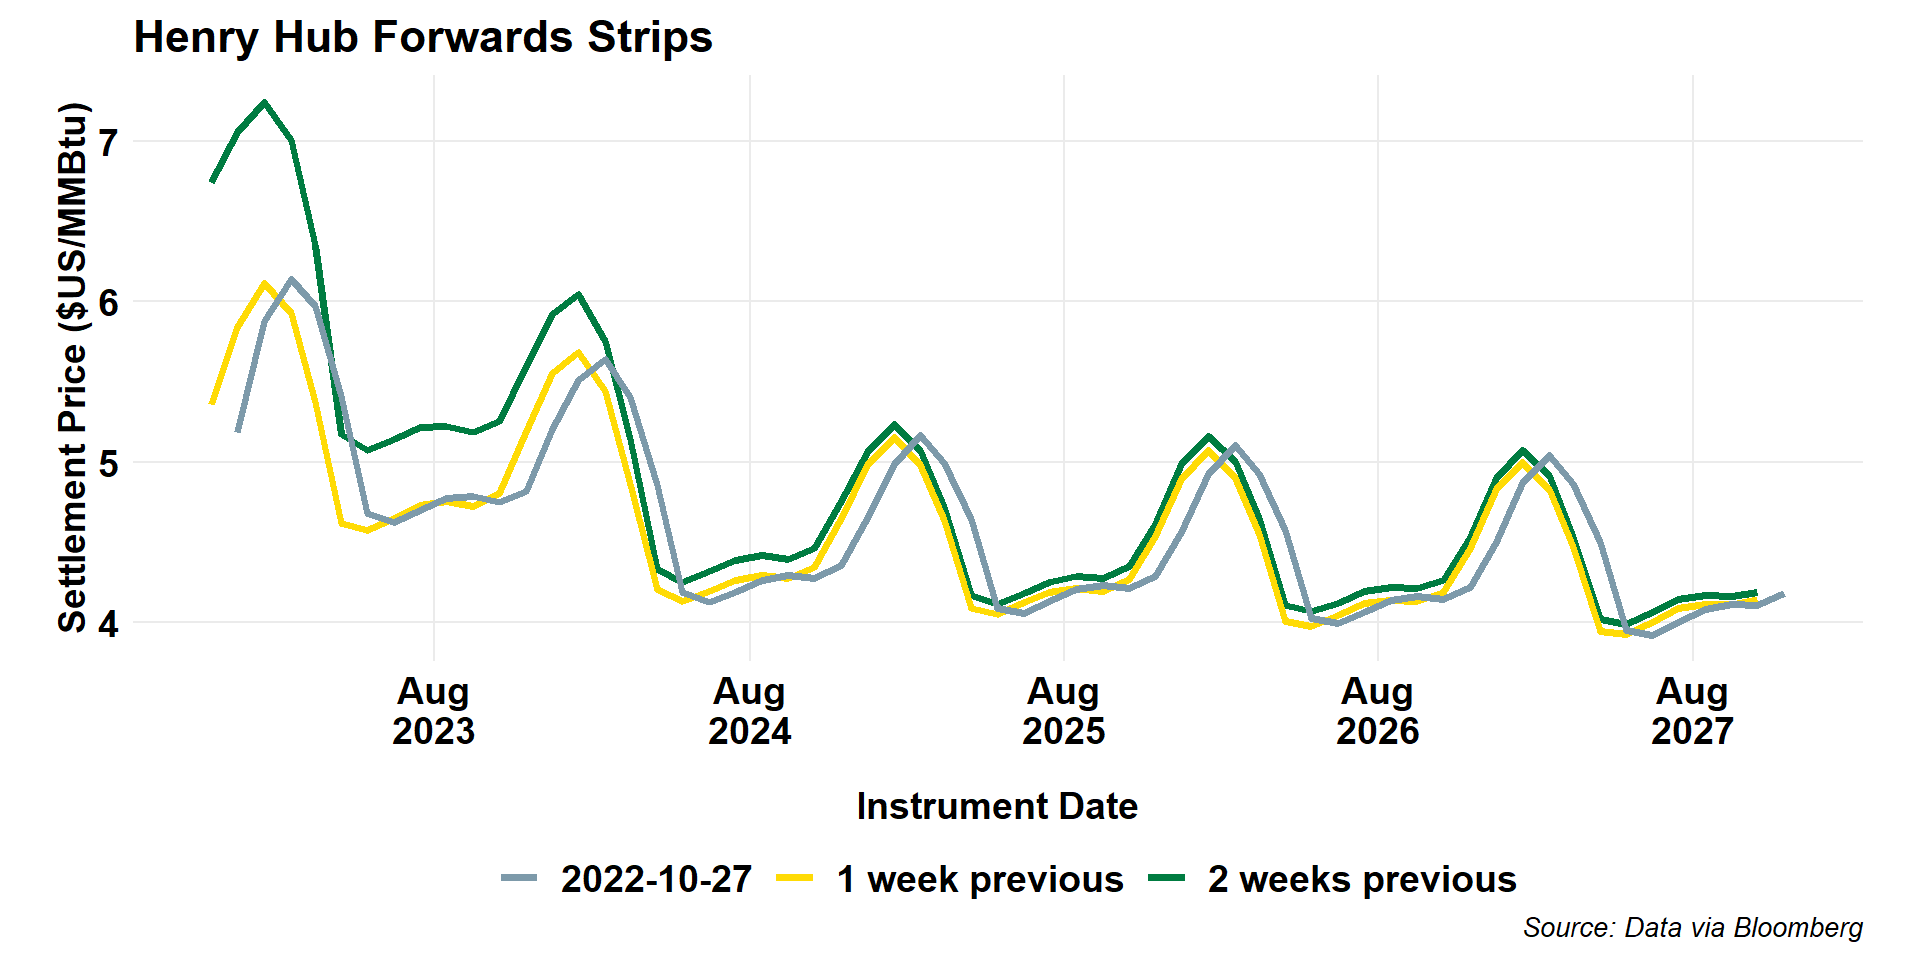 Henry Hub Forwards Strips
Settlement Price ($US/MMBtu)
7
6
5
4
Aug
2023
Aug
2024
Aug
2025
Aug
2026
Aug
2027
Instrument Date
2022-10-27
1 week previous
2 weeks previous
Source: Data via Bloomberg